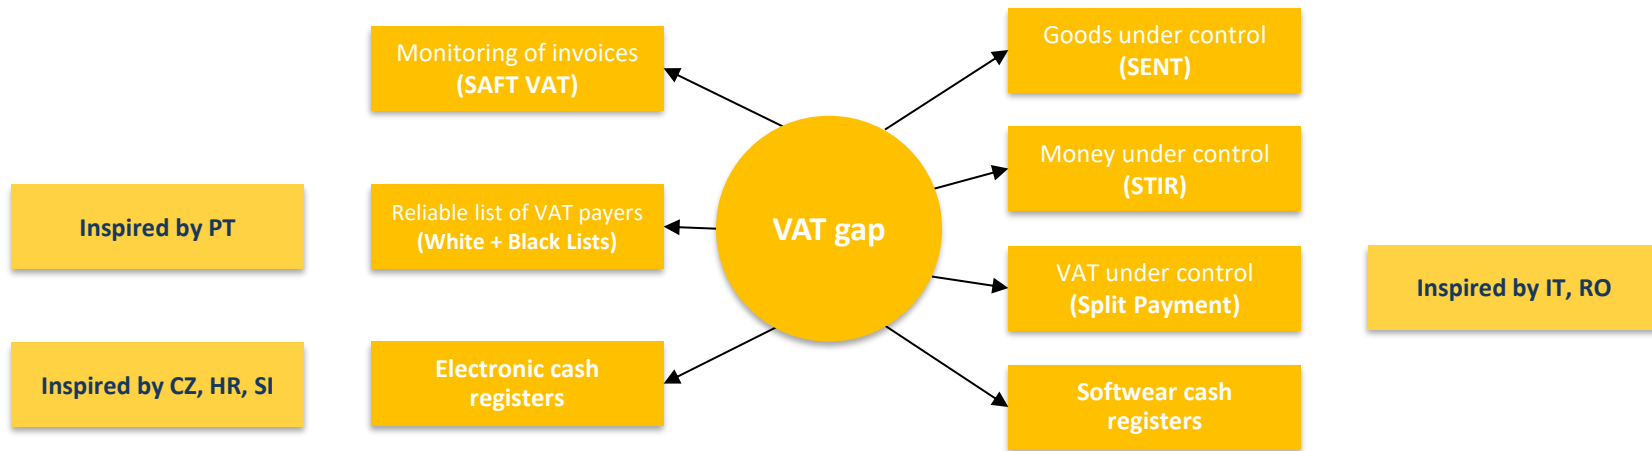 Monitoring of invoices
(SAFT VAT)
Goods under control
(SENT)
Money under control
(STIR)
Inspired by PT
Reliable list of VAT payers
(White + Black Lists)
VAT gap
VAT under control
(Split Payment)
Inspired by IT, RO
Inspired by CZ, HR, SI
Electronic cash
registers
Softwear cash
registers